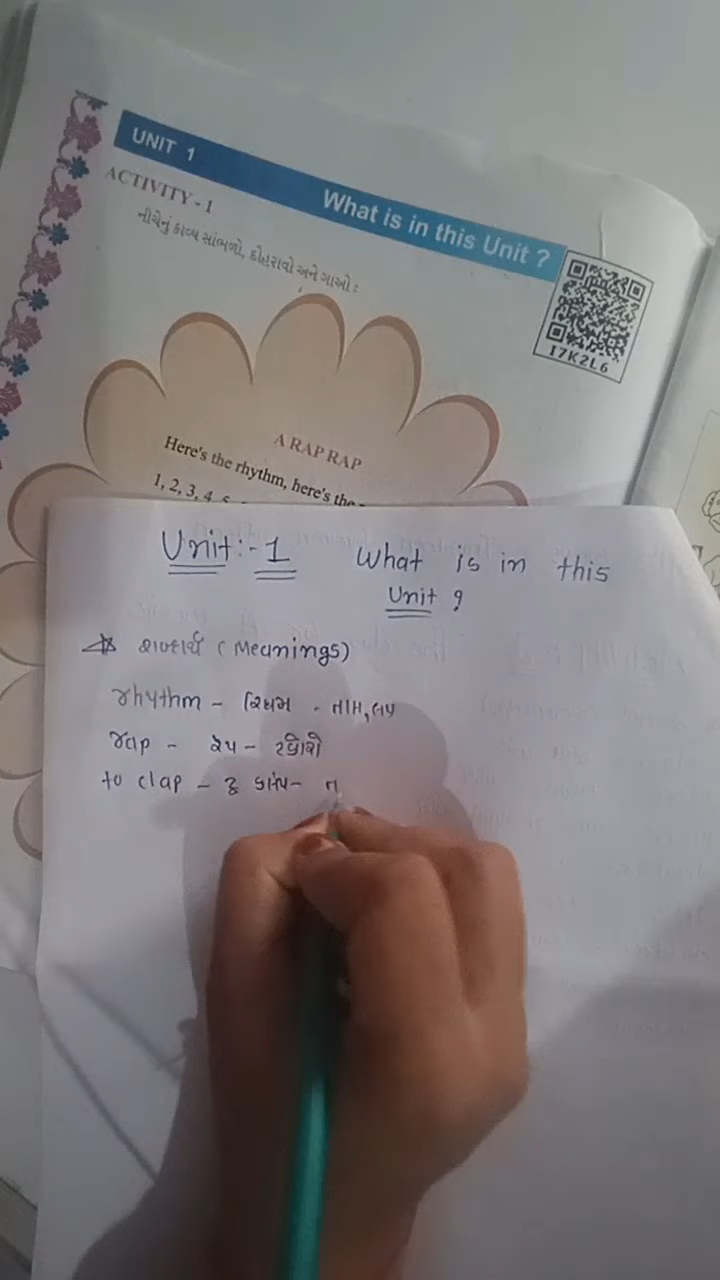 UNIT 1
What is in this Unit ?
ACTIVITY - 1
નીચેનું કાવ્ય સાંભળો, દોહરાવો અને ગાઓ :
I7K2L6
A RAP RAP
Here's the rhythm, here's the
1, 2, 3, 4, 5,
Unit :- 1 What is in this
Unit ?
શબ્દાર્થ (Meanings)
rhythm - રિધમ - તાલ, લય
rap - રેપ - ટકોરો
to clap - ટુ ક્લેપ - ત